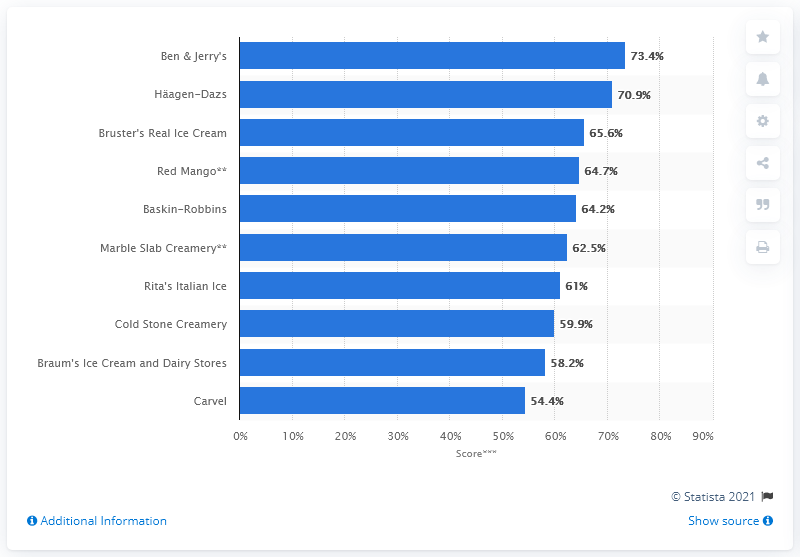 Ben & Jerry's 73.4%
Häagen-Dazs 70.9%
Bruster's Real Ice Cream 65.6%
Red Mango** 64.7%
Baskin-Robbins 64.2%
Marble Slab Creamery** 62.5%
Rita's Italian Ice 61%
Cold Stone Creamery 59.9%
Braum's Ice Cream and Dairy Stores 58.2%
Carvel 54.4%
0% 10% 20% 30% 40% 50% 60% 70% 80% 90%
Score***
© Statista 2021
Additional Information Show source